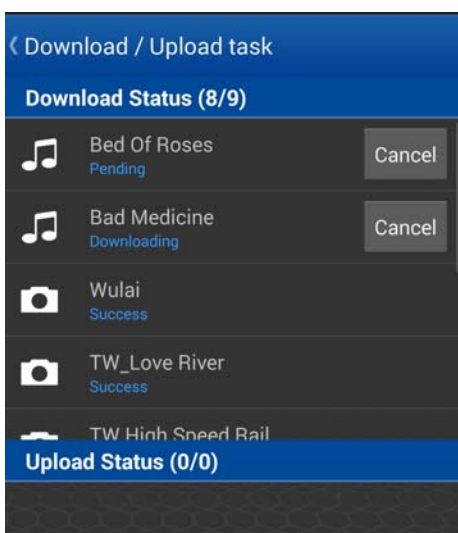 Download / Upload task
Download Status (8/9)
Bed Of Roses
Pending
Cancel
Bad Medicine
Downloading
Cancel
Wulai
Success
TW_Love River
Success
TW High Speed Rail
Upload Status (0/0)